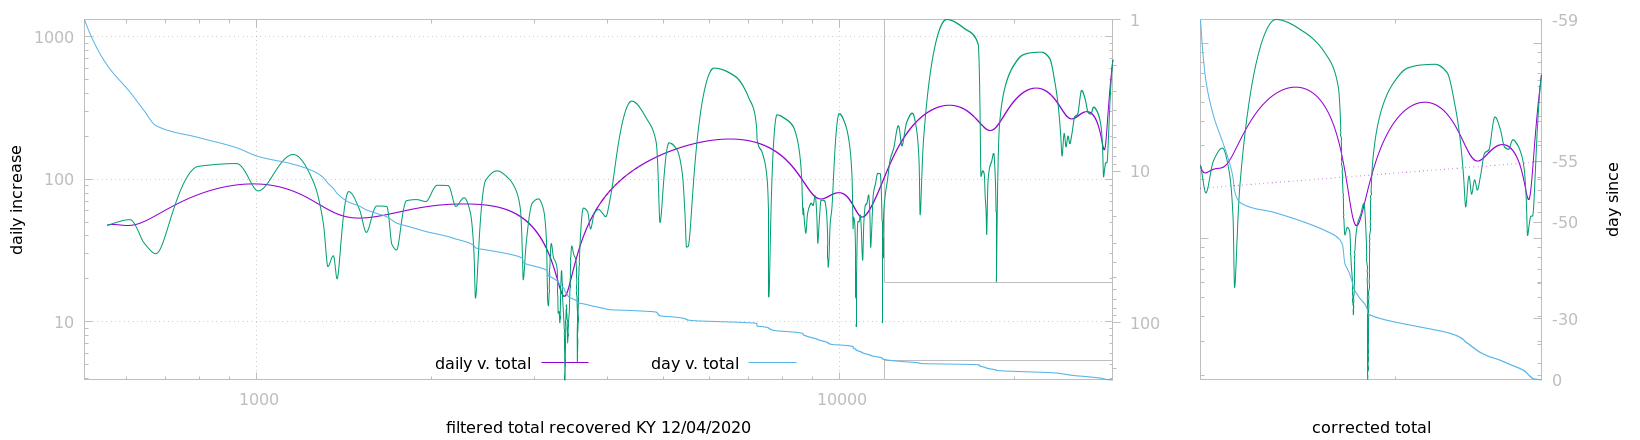 1000
100
10
daily increase
1000
10000
1
10
100
daily v. total
day v. total
filtered total recovered KY 12/04/2020
-59
-55
-50
-30
0
day since
corrected total